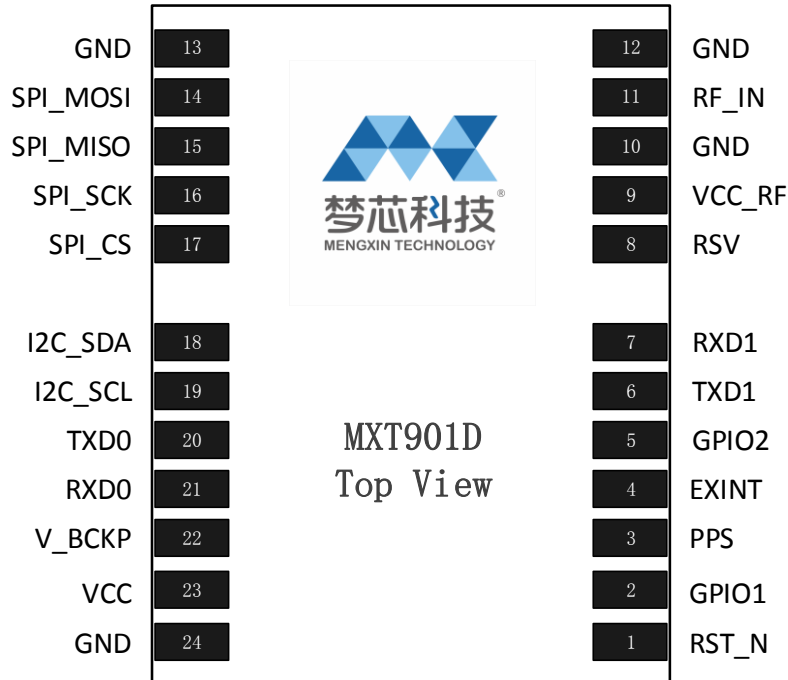 GND 13 12 GND
SPI_MOSI 14 11 RF_IN
SPI_MISO 15 10 GND
SPI_SCK 16 9 VCC_RF
SPI_CS 17 8 RSV
梦芯科技®
MENGXIN TECHNOLOGY
I2C_SDA 18 7 RXD1
I2C_SCL 19 6 TXD1
TXD0 20 5 GPIO2
RXD0 21 4 EXINT
V_BCKP 22 3 PPS
VCC 23 2 GPIO1
GND 24 1 RST_N
MXT901D
Top View